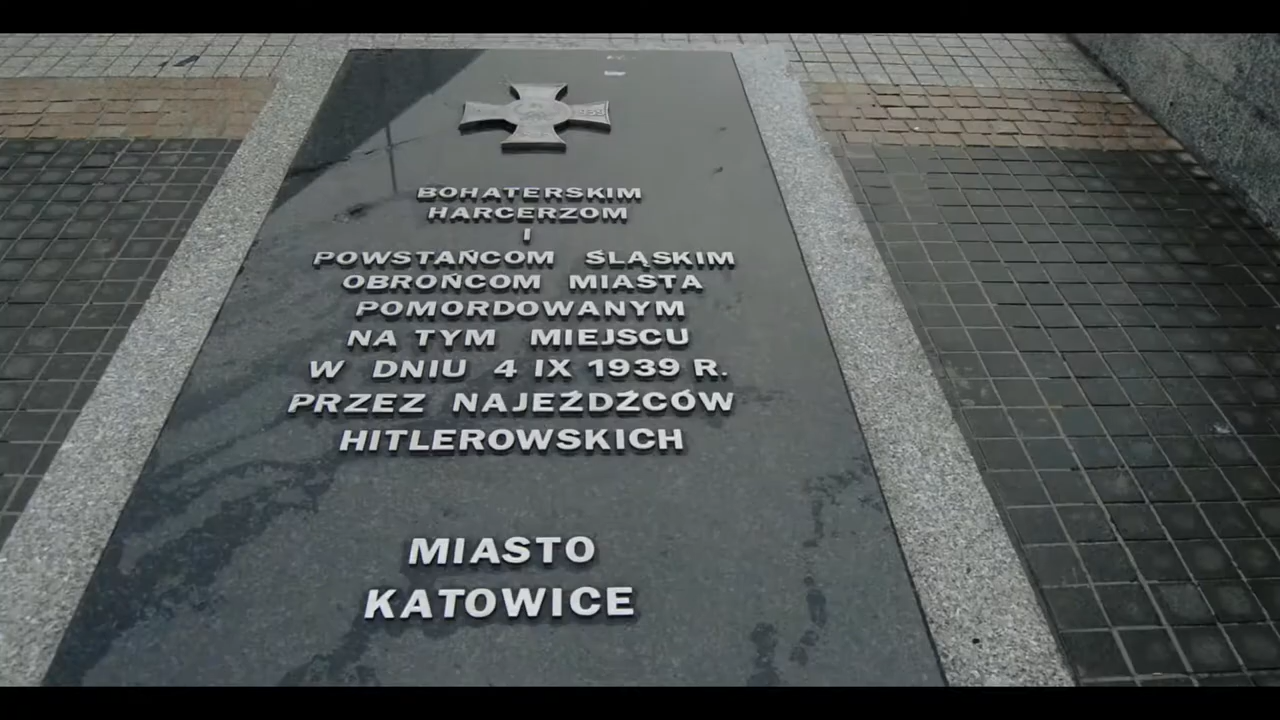 BOHATERSKIM
HARCERZOM
I
POWSTAŃCOM ŚLĄSKIM
OBROŃCOM MIASTA
POMORDOWANYM
NA TYM MIEJSCU
W DNIU 4 IX 1939 R.
PRZEZ NAJEŹDŹCÓW
HITLEROWSKICH
MIASTO
KATOWICE